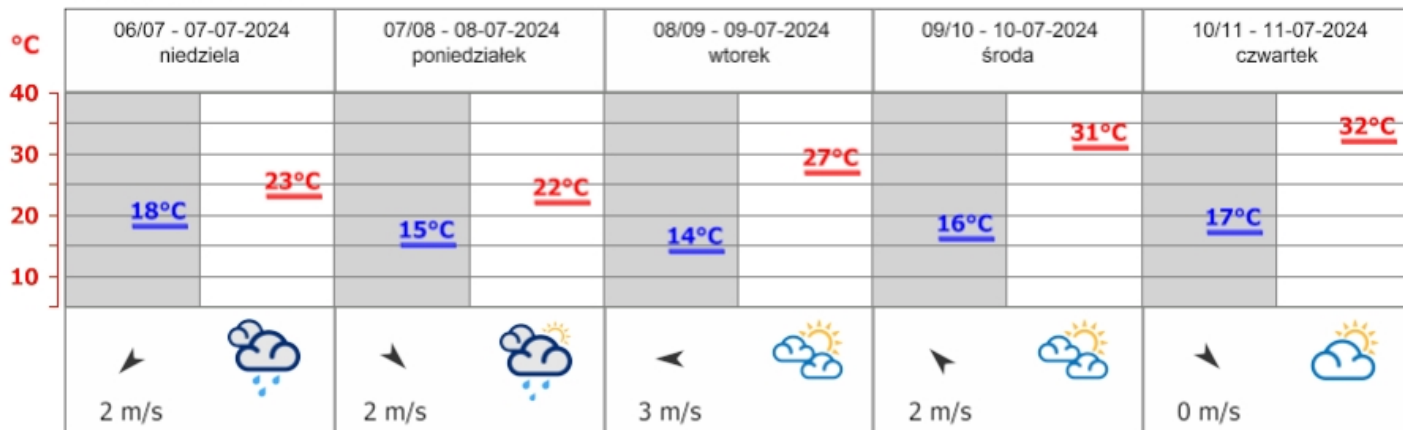 °C
06/07 - 07-07-2024
niedziela
07/08 - 08-07-2024
poniedziałek
08/09 - 09-07-2024
wtorek
09/10 - 10-07-2024
środa
10/11 - 11-07-2024
czwartek
40
30
20
10
18°C
23°C
15°C
22°C
14°C
27°C
16°C
31°C
17°C
32°C
2 m/s
2 m/s
3 m/s
2 m/s
0 m/s